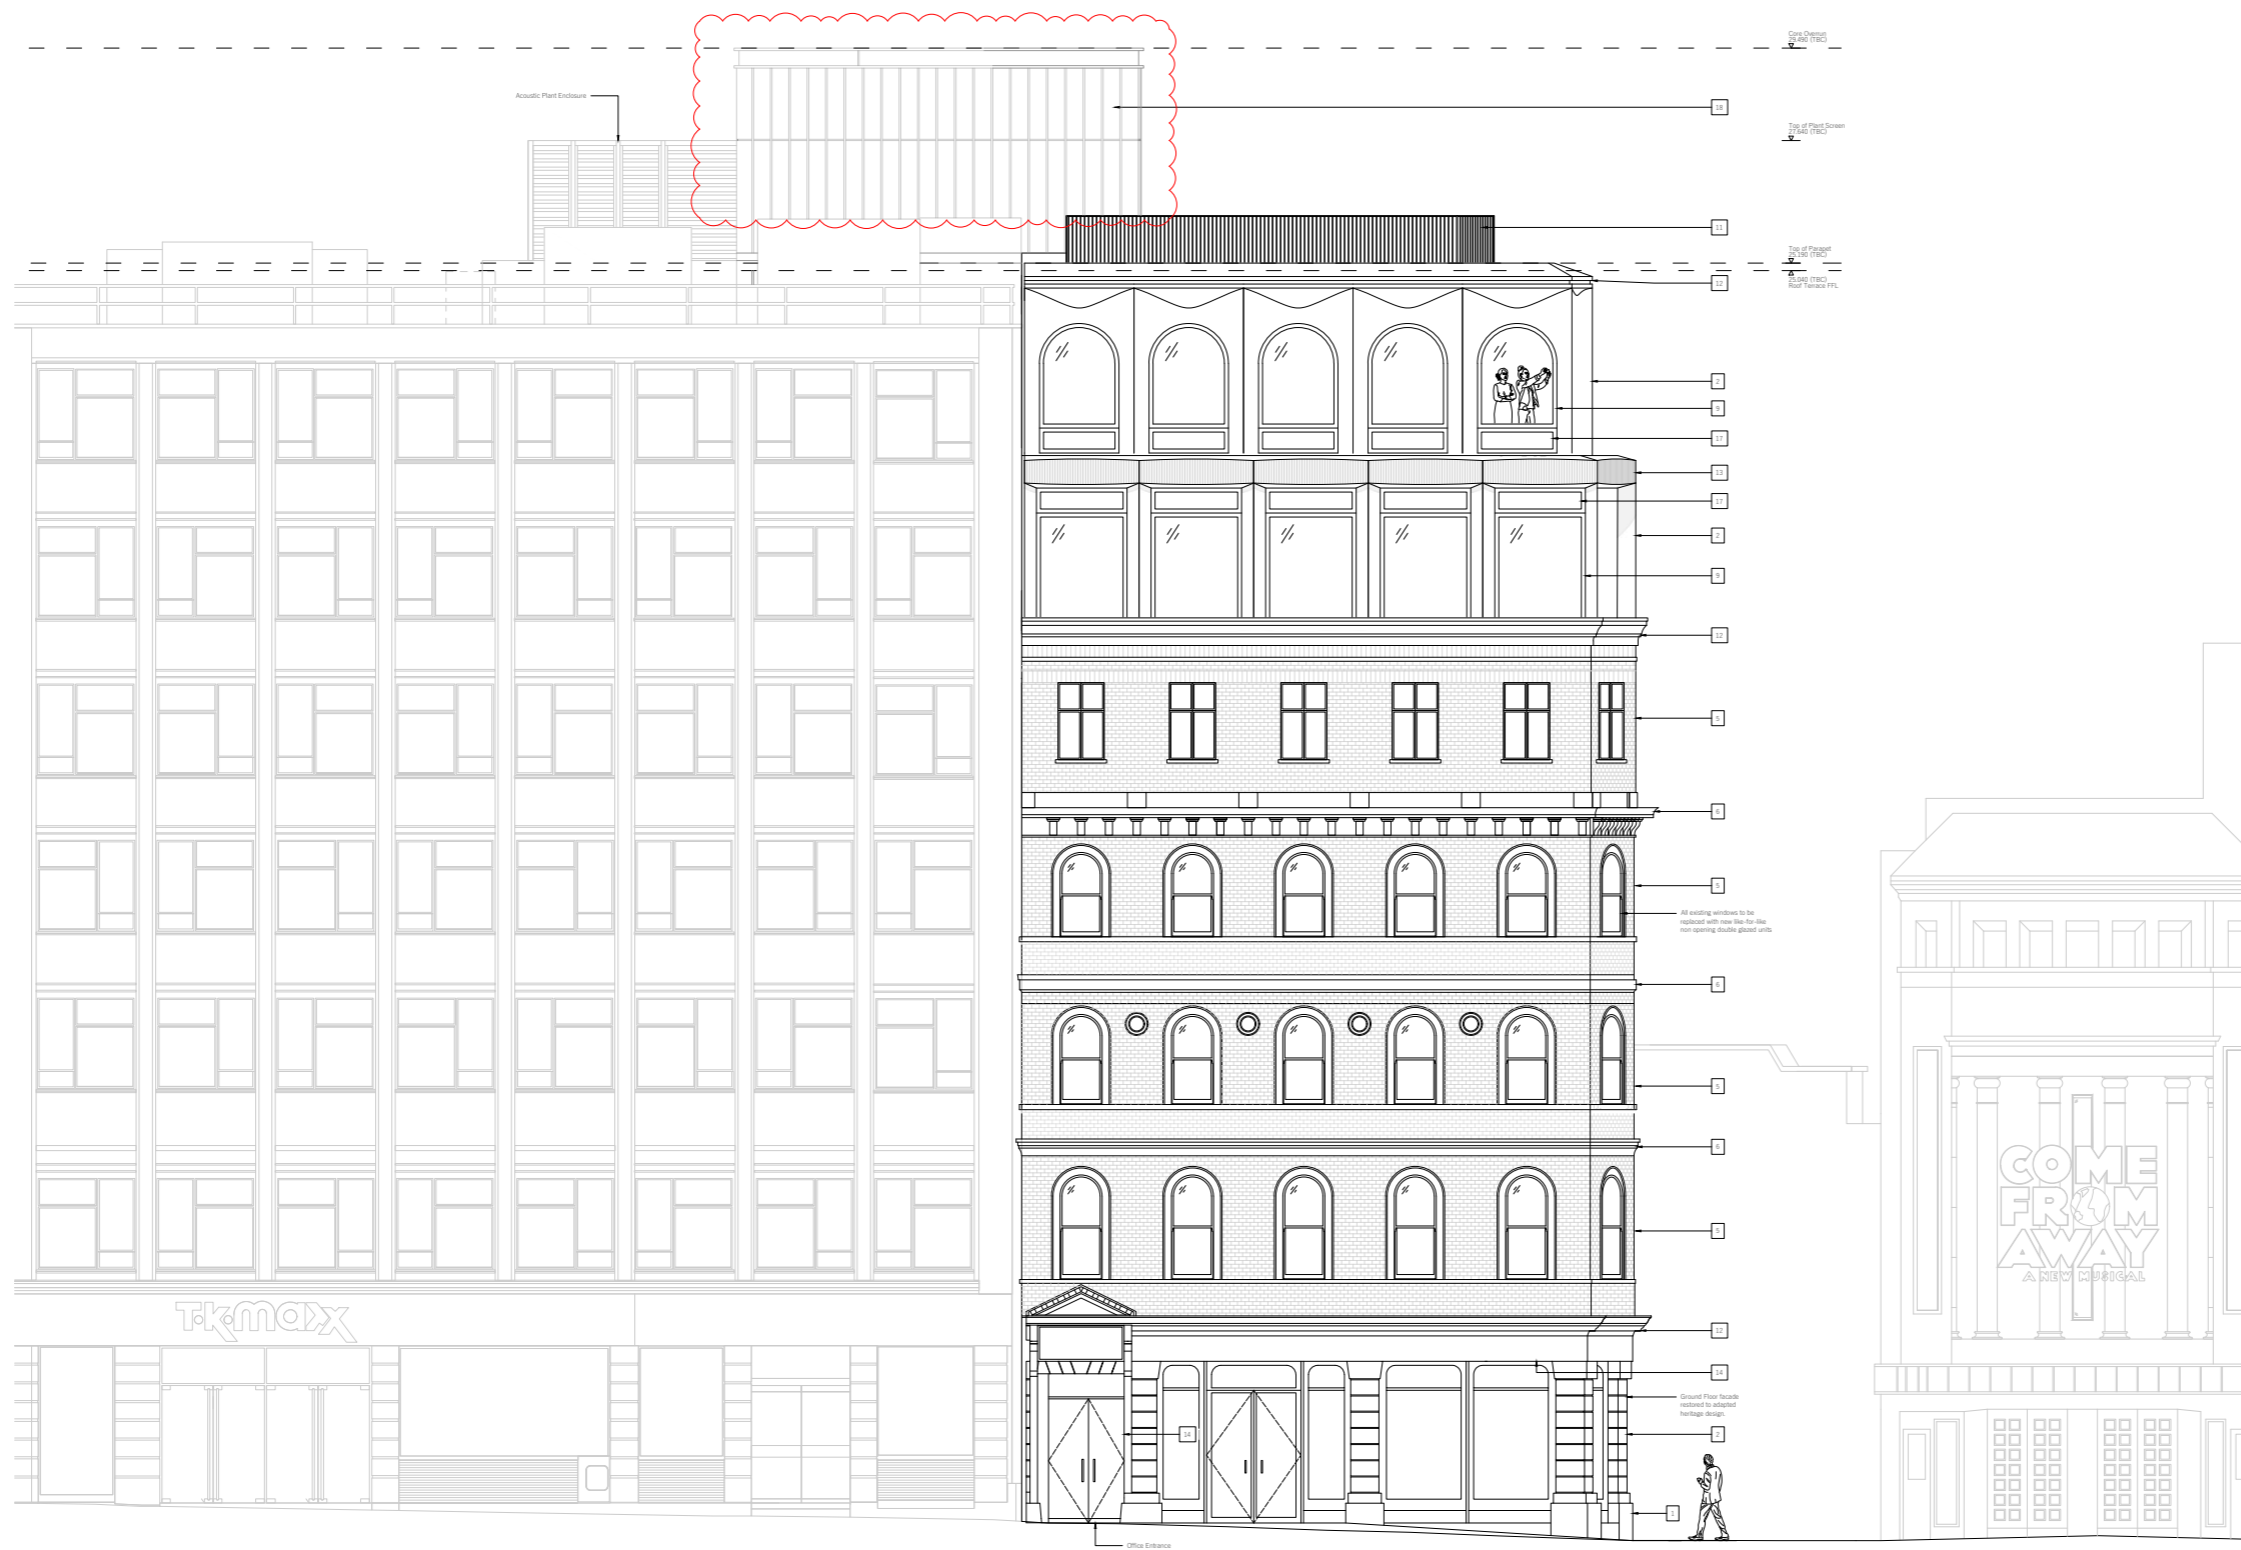 Core Overrun
29.490 (TBC)
Acoustic Plant Enclosure
18
Top of Plant Screen
27.640 (TBC)
11
Top of Parapet
25.190 (TBC)
25.040 (TBC)
Roof Terrace FFL
12
2
9
17
13
17
2
9
12
5
6
5
All existing windows to be
replaced with new like-for-like
non opening double glazed units
6
5
6
5
COME
FROM
AWAY
A NEW MUSICAL
T·K·maxx
12
14
Ground Floor facade
restored to adapted
heritage design.
14
2
1
Office Entrance